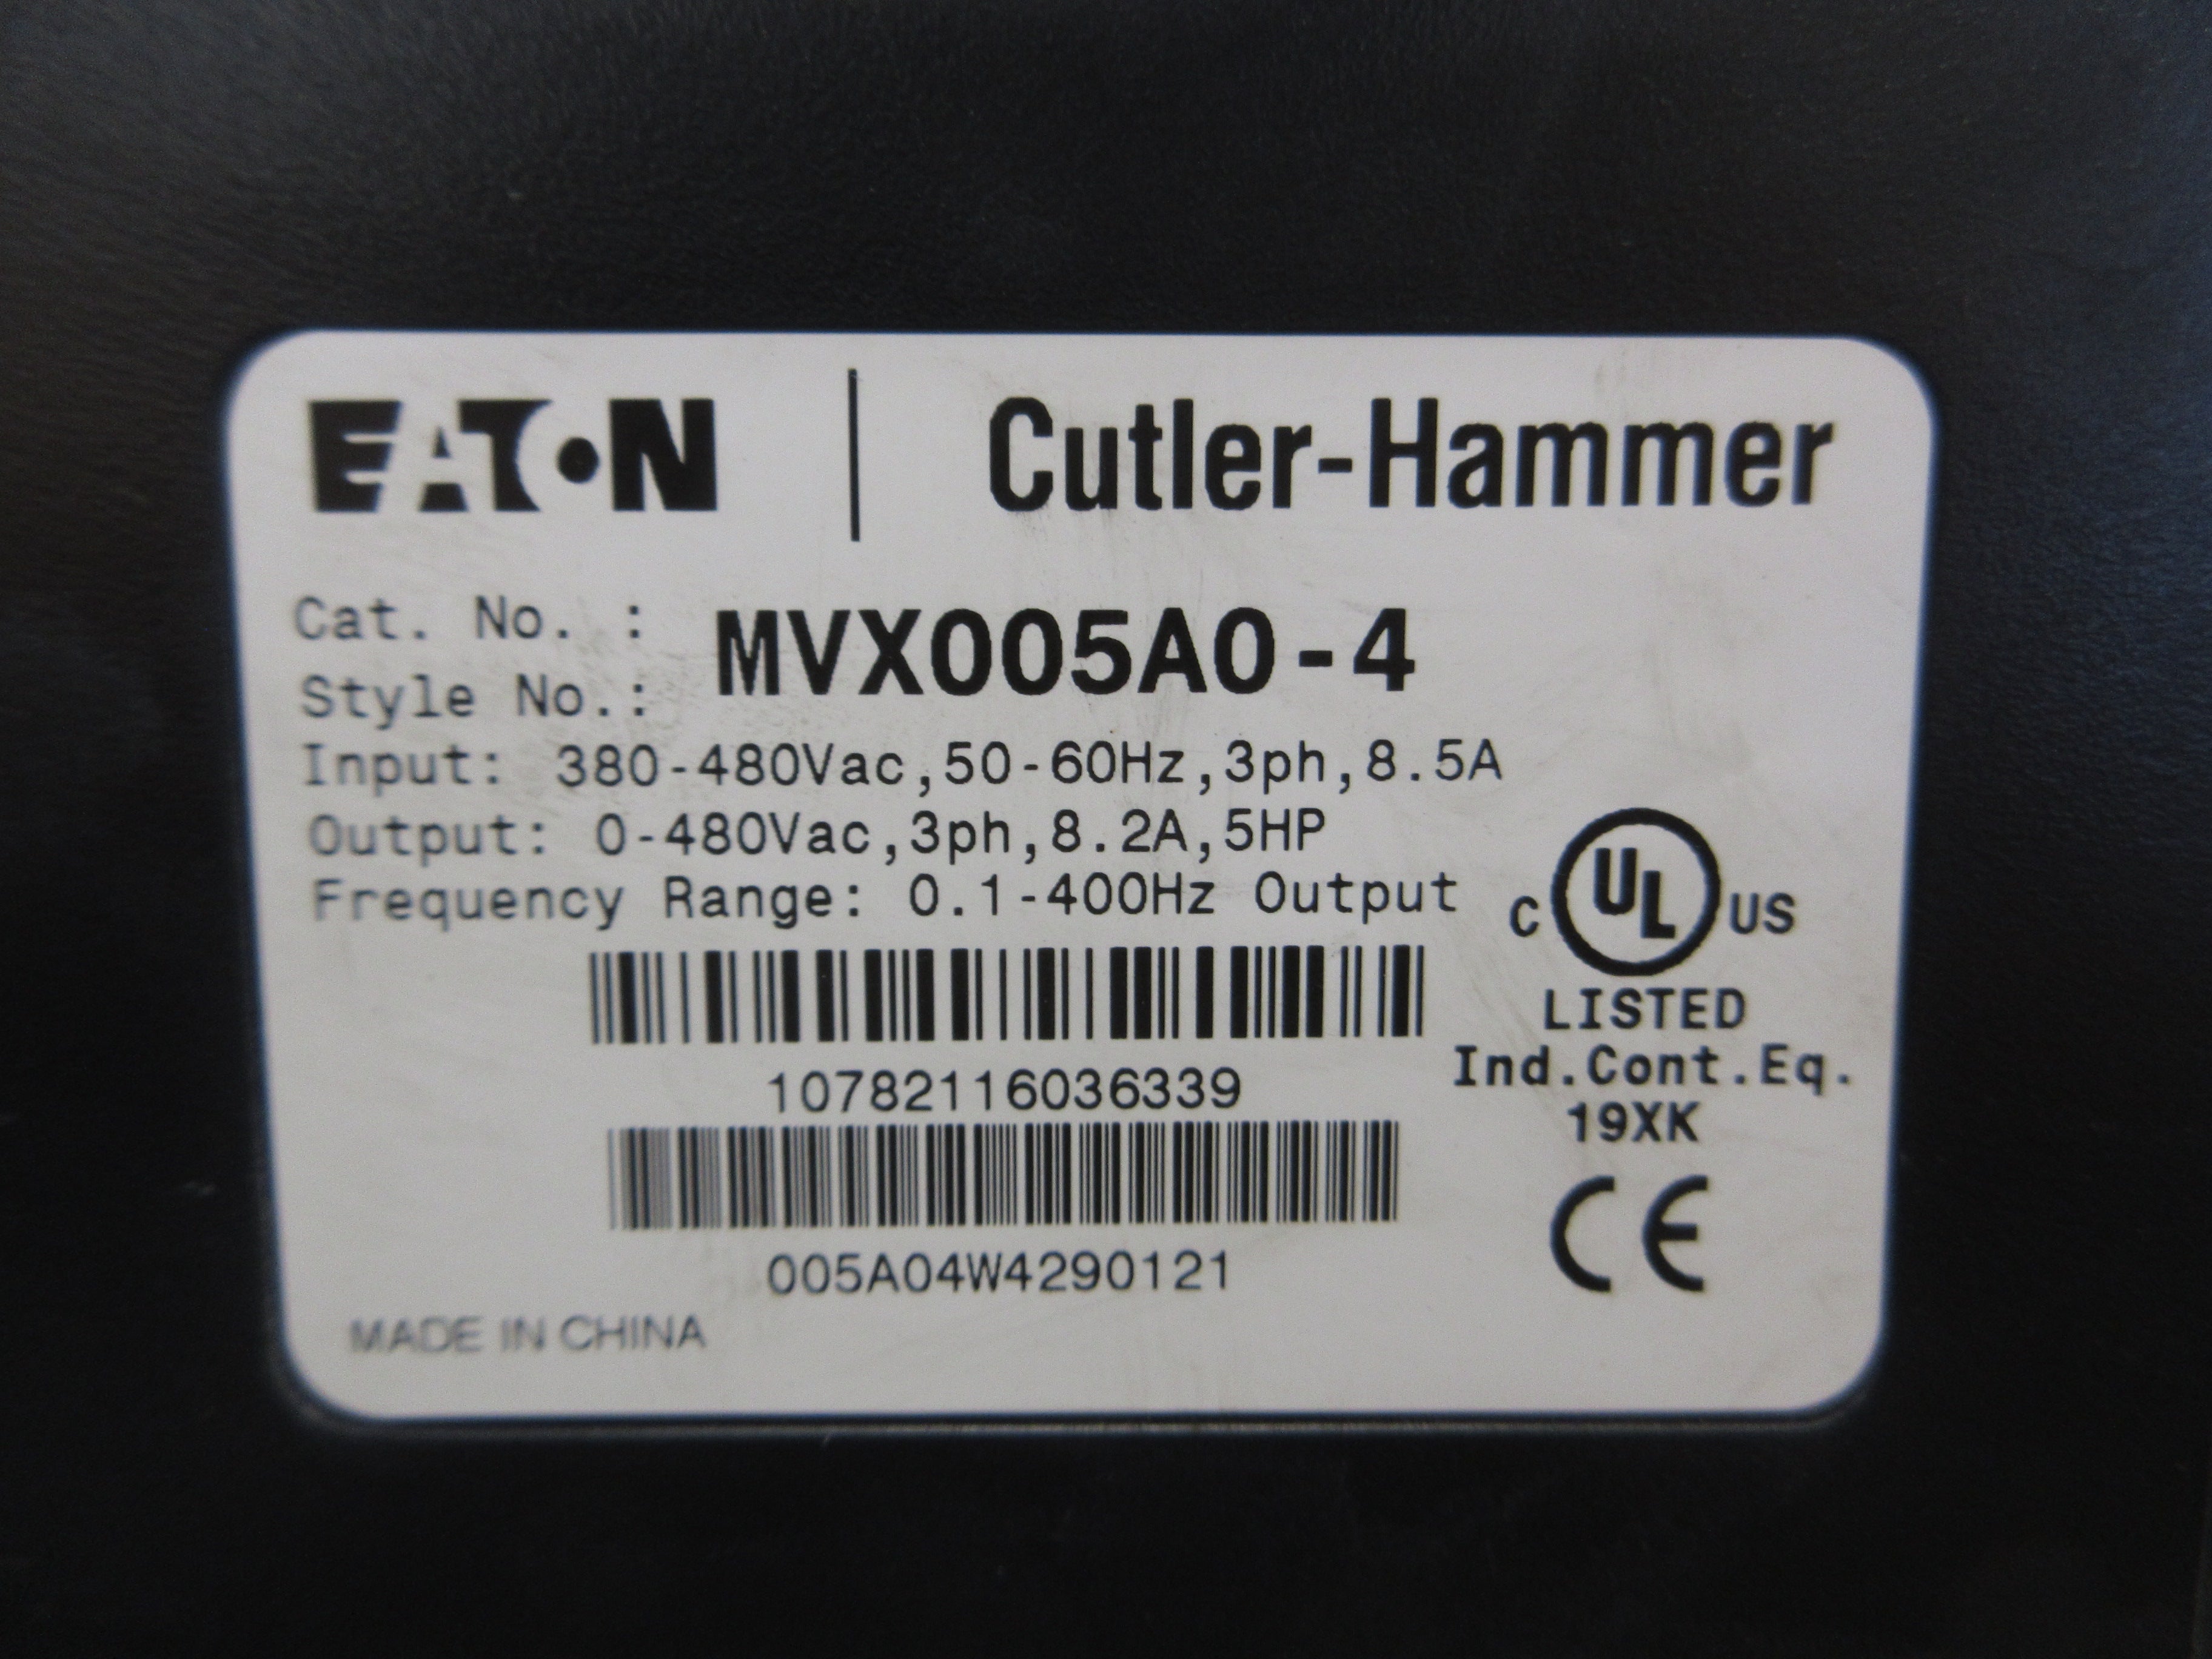 EATON | Cutler-Hammer
Cat. No. : MVX005A0-4
Style No.:
Input: 380-480Vac,50-60Hz,3ph,8.5A
Output: 0-480Vac,3ph,8.2A,5HP
Frequency Range: 0.1-400Hz Output
C UL US
LISTED
Ind.Cont.Eq.
19XK
10782116036339
005A04W4290121
CE
MADE IN CHINA